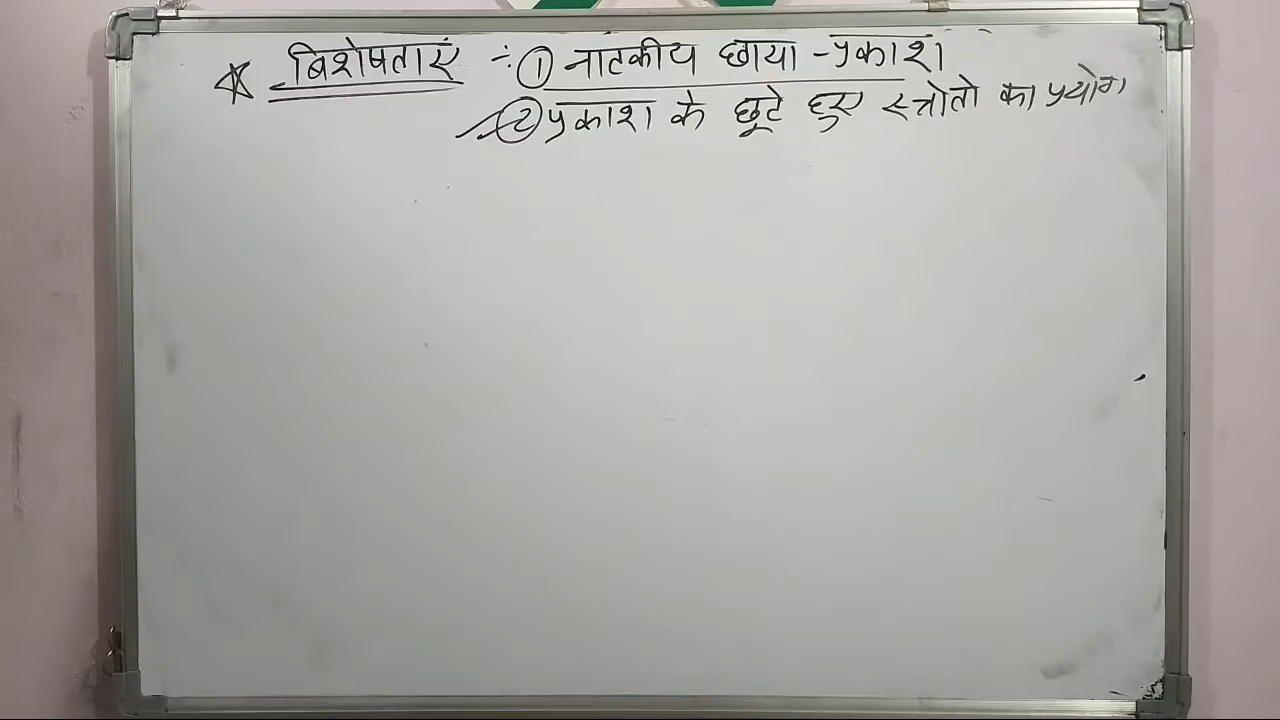 बिशेषताएं ÷ ① नाटकीय छाया - प्रकाश
② प्रकाश के छूटे हुए स्त्रोतो का प्रयोग